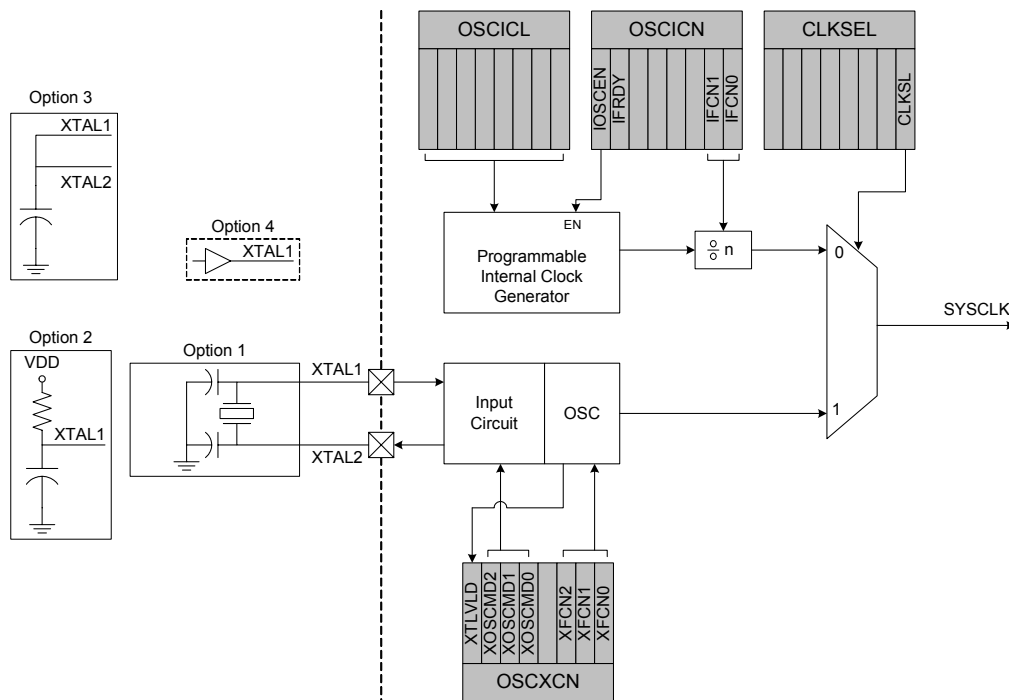 OSCICL
OSCICN
CLKSEL
IOSCEN
IFRDY
IFCN1
IFCN0
CLKSL
Option 3
XTAL1
XTAL2
Option 4
XTAL1
EN
Programmable
Internal Clock
Generator
n
0
1
SYSCLK
Option 2
VDD
XTAL1
Option 1
XTAL1
XTAL2
Input
Circuit
OSC
XTLVLD
XOSCMD2
XOSCMD1
XOSCMD0
XFCN2
XFCN1
XFCN0
OSCXCN